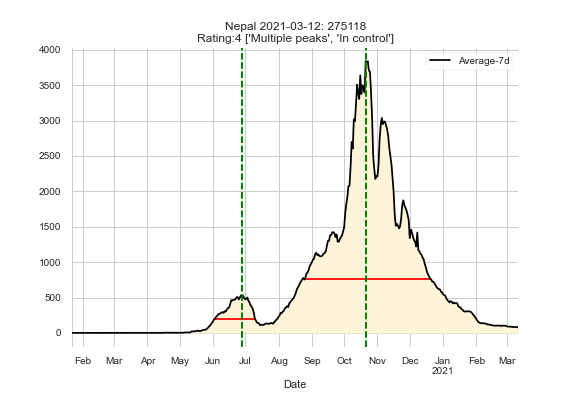 Nepal 2021-03-12: 275118
Rating:4 ['Multiple peaks', 'In control']
4000
3500
3000
2500
2000
1500
1000
500
0
Average-7d
Feb Mar Apr May Jun Jul Aug Sep Oct Nov Dec Jan Feb Mar
2021
Date